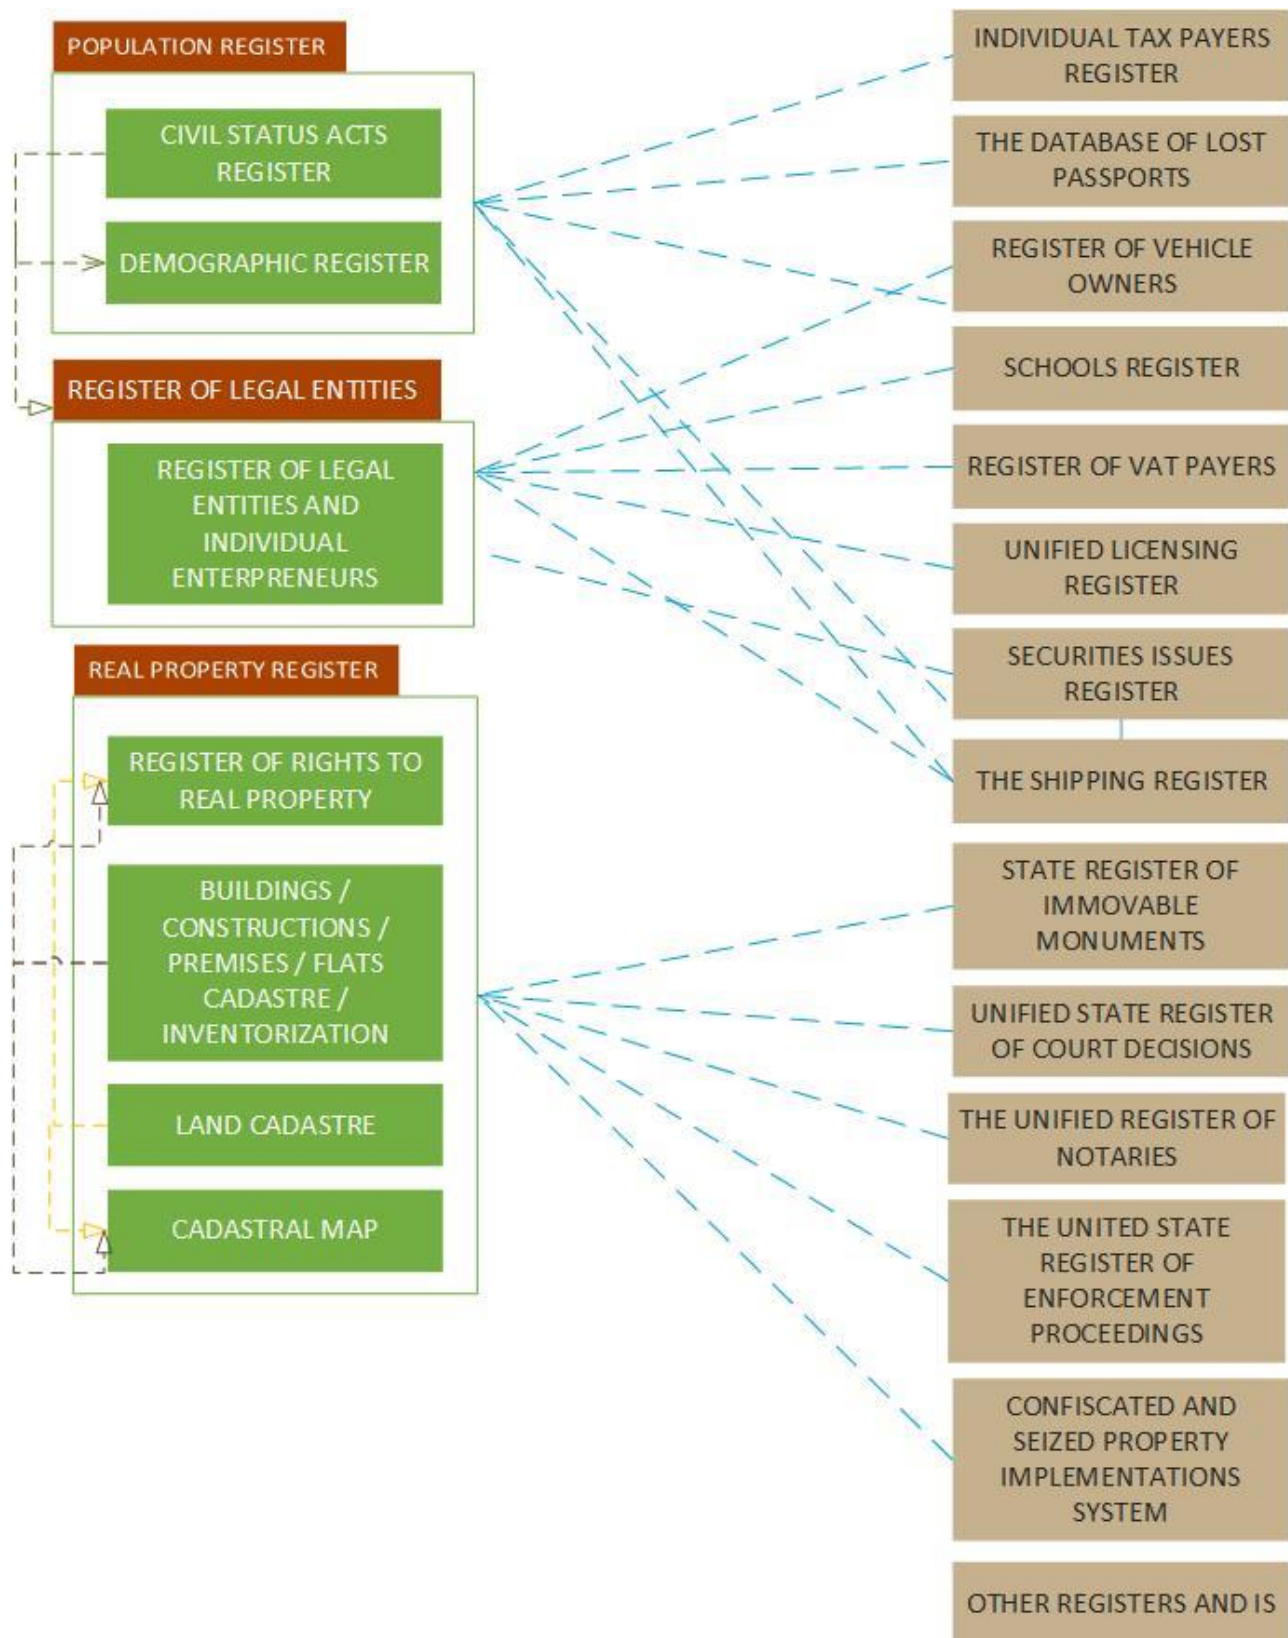 POPULATION REGISTER
CIVIL STATUS ACTS
REGISTER
DEMOGRAPHIC REGISTER
REGISTER OF LEGAL ENTITIES
REGISTER OF LEGAL
ENTITIES AND
INDIVIDUAL
ENTERPRENEURS
REAL PROPERTY REGISTER
REGISTER OF RIGHTS TO
REAL PROPERTY
BUILDINGS /
CONSTRUCTIONS /
PREMISES / FLATS
CADASTRE /
INVENTORIZATION
LAND CADASTRE
CADASTRAL MAP
INDIVIDUAL TAX PAYERS
REGISTER
THE DATABASE OF LOST
PASSPORTS
REGISTER OF VEHICLE
OWNERS
SCHOOLS REGISTER
REGISTER OF VAT PAYERS
UNIFIED LICENSING
REGISTER
SECURITIES ISSUES
REGISTER
THE SHIPPING REGISTER
STATE REGISTER OF
IMMOVABLE
MONUMENTS
UNIFIED STATE REGISTER
OF COURT DECISIONS
THE UNIFIED REGISTER OF
NOTARIES
THE UNITED STATE
REGISTER OF
ENFORCEMENT
PROCEEDINGS
CONFISCATED AND
SEIZED PROPERTY
IMPLEMENTATIONS
SYSTEM
OTHER REGISTERS AND IS